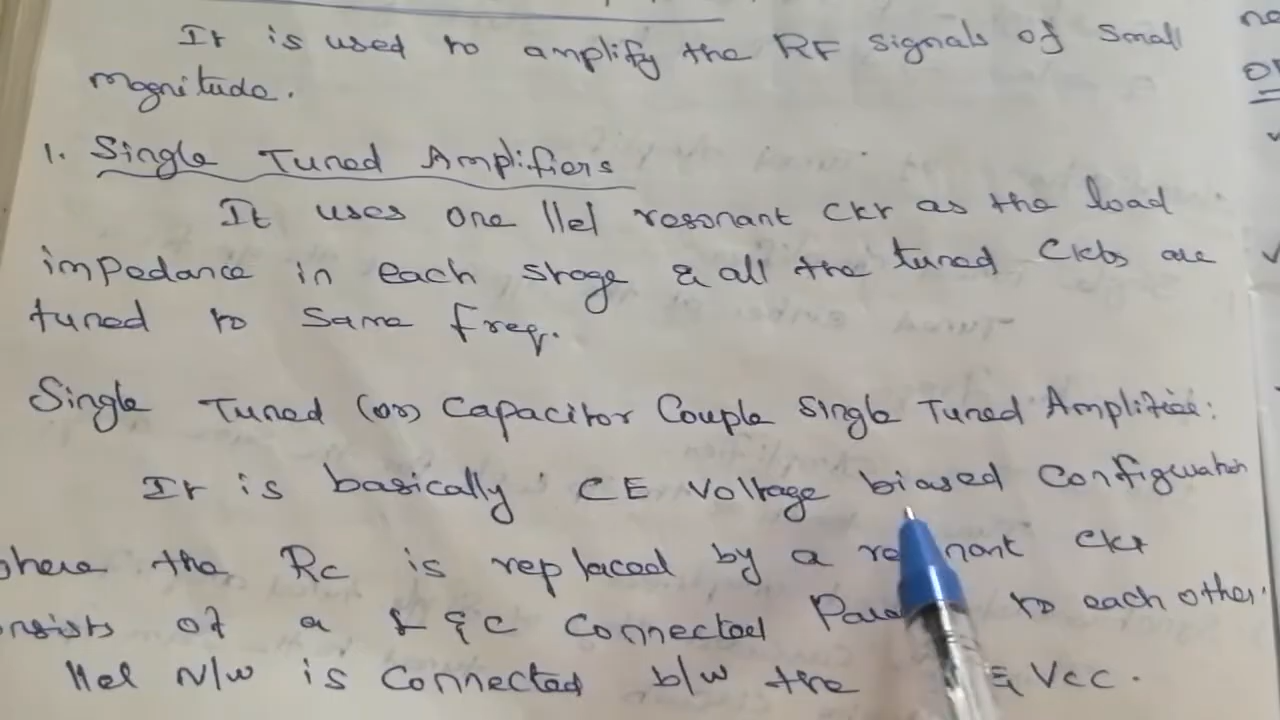 It is used to amplify the RF signals of small
magnitude.
1. Single Tuned Amplifiers
It uses one llel resonant ckt as the load
impedance in each stage & all the tuned ckts are
tuned to same freq.
Single Tuned (or) Capacitor Couple Single Tuned Amplifier:
It is basically CE Voltage biased Configuration
the Rc is replaced by a ckt
of a L & C Connected to each other.
llel N/w is connected b/w the & Vcc.